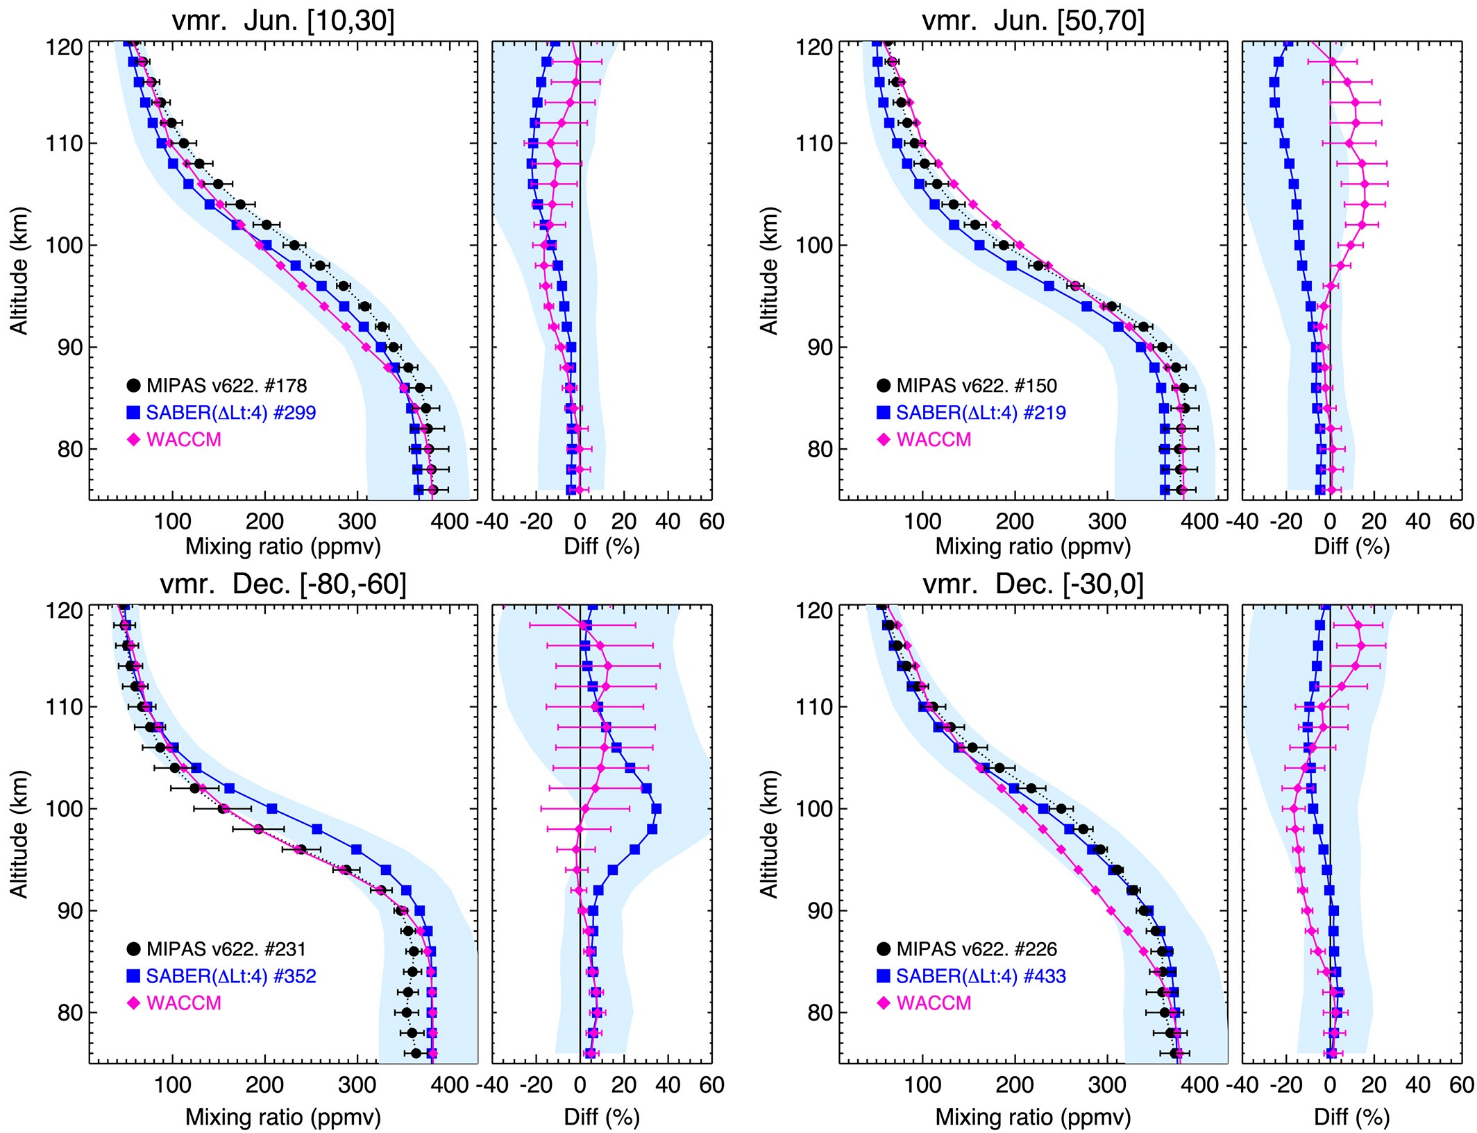 vmr. Jun. [10,30]
120
110
100
90
80
Altitude (km)
MIPAS v622. #178
SABER(ΔLt:4) #299
WACCM
100 200 300 400
Mixing ratio (ppmv)
-40 -20 0 20 40 60
Diff (%)
vmr. Jun. [50,70]
120
110
100
90
80
Altitude (km)
MIPAS v622. #150
SABER(ΔLt:4) #219
WACCM
100 200 300 400
Mixing ratio (ppmv)
-40 -20 0 20 40 60
Diff (%)
vmr. Dec. [-80,-60]
120
110
100
90
80
Altitude (km)
MIPAS v622. #231
SABER(ΔLt:4) #352
WACCM
100 200 300 400
Mixing ratio (ppmv)
-40 -20 0 20 40 60
Diff (%)
vmr. Dec. [-30,0]
120
110
100
90
80
Altitude (km)
MIPAS v622. #226
SABER(ΔLt:4) #433
WACCM
100 200 300 400
Mixing ratio (ppmv)
-40 -20 0 20 40 60
Diff (%)